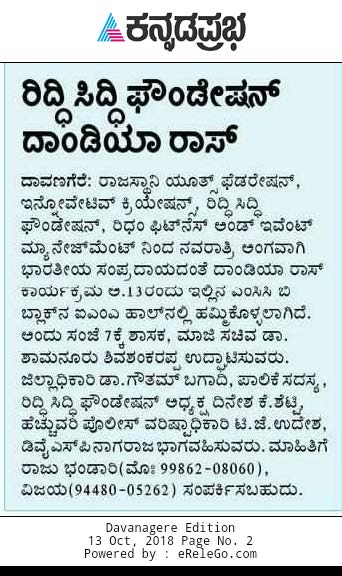 ಕನ್ನಡಪ್ರಭ
ರಿದ್ಧಿ ಸಿದ್ಧಿ ಫೌಂಡೇಷನ್
ದಾಂಡಿಯಾ ರಾಸ್
ದಾವಣಗೆರೆ: ರಾಜಸ್ಥಾನಿ ಯೂತ್ಸ್ ಫೆಡರೇಷನ್,
ಇನ್ನೋವೇಟಿವ್ ಕ್ರಿಯೇಷನ್ಸ್, ರಿದ್ಧಿ ಸಿದ್ಧಿ
ಫೌಂಡೇಷನ್, ರಿಧಂ ಫಿಟ್‌ನೆಸ್ ಅಂಡ್ ಇವೆಂಟ್
ಮ್ಯಾನೇಜ್‌ಮೆಂಟ್ ನಿಂದ ನವರಾತ್ರಿ ಅಂಗವಾಗಿ
ಭಾರತೀಯ ಸಂಪ್ರದಾಯದಂತೆ ದಾಂಡಿಯಾ ರಾಸ್
ಕಾರ್ಯಕ್ರಮ ಅ.13ರಂದು ಇಲ್ಲಿನ ಎಂಸಿಸಿ ಬಿ
ಬ್ಲಾಕ್‌ನ ಐಎಂಎ ಹಾಲ್‌ನಲ್ಲಿ ಹಮ್ಮಿಕೊಳ್ಳಲಾಗಿದೆ.
ಅಂದು ಸಂಜೆ 7ಕ್ಕೆ ಶಾಸಕ, ಮಾಜಿ ಸಚಿವ ಡಾ.
ಶಾಮನೂರು ಶಿವಶಂಕರಪ್ಪ ಉದ್ಘಾಟಿಸುವರು.
ಜಿಲ್ಲಾಧಿಕಾರಿ ಡಾ.ಗೌತಮ್ ಬಗಾದಿ, ಪಾಲಿಕೆ ಸದಸ್ಯ,
ರಿದ್ಧಿ ಸಿದ್ಧಿ ಫೌಂಡೇಷನ್ ಅಧ್ಯಕ್ಷ ದಿನೇಶ ಕೆ.ಶೆಟ್ಟಿ,
ಹೆಚ್ಚುವರಿ ಪೊಲೀಸ್ ವರಿಷ್ಠಾಧಿಕಾರಿ ಟಿ.ಜೆ.ಉದೇಶ,
ಡಿವೈಎಸ್‌ಪಿ ನಾಗರಾಜ ಭಾಗವಹಿಸುವರು. ಮಾಹಿತಿಗೆ
ರಾಜು ಭಂಡಾರಿ(ಮೊ: 99862-08060),
ವಿಜಯ(94480-05262) ಸಂಪರ್ಕಿಸಬಹುದು.
Davanagere Edition
13 Oct, 2018 Page No. 2
Powered by : eReleGo.com